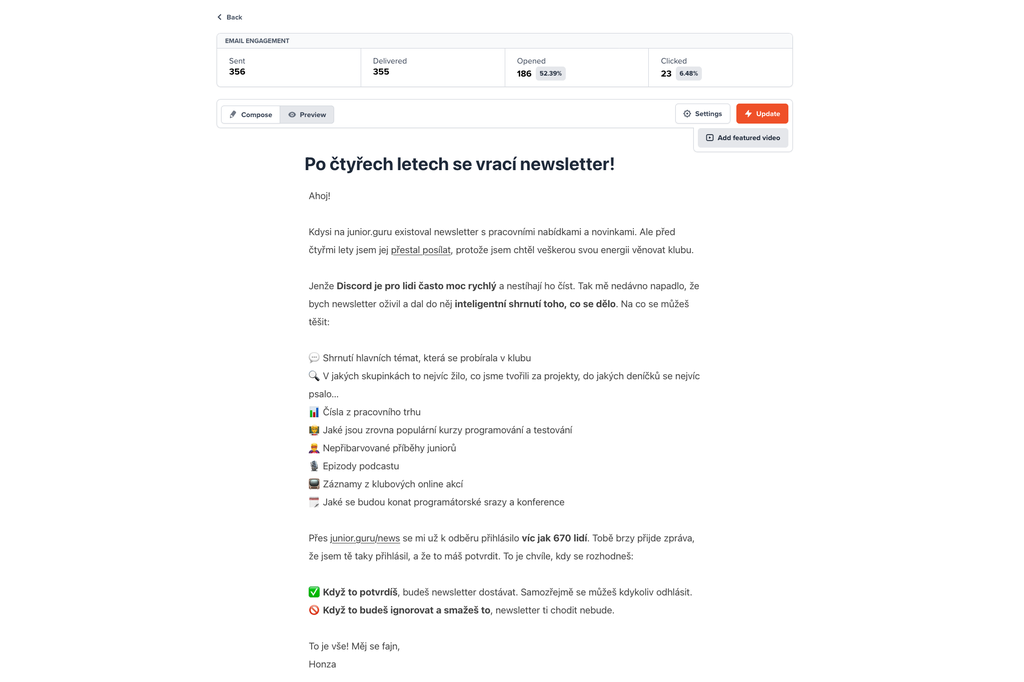 Back
EMAIL ENGAGEMENT
Sent
356
Delivered
355
Opened
186 52.39%
Clicked
23 6.48%
Compose Preview Settings Update
Add featured video
Po čtyřech letech se vrací newsletter!
Ahoj!
Kdysi na junior.guru existoval newsletter s pracovními nabídkami a novinkami. Ale před
čtyřmi lety jsem jej přestal posílat, protože jsem chtěl veškerou svou energii věnovat klubu.
Jenže Discord je pro lidi často moc rychlý a nestíhají ho číst. Tak mě nedávno napadlo, že
bych newsletter oživil a dal do něj inteligentní shrnutí toho, co se dělo. Na co se můžeš
těšit:
💬 Shrnutí hlavních témat, která se probírala v klubu
🔍 V jakých skupinkách to nejvíc žilo, co jsme tvořili za projekty, do jakých deníčků se nejvíc
psalo...
📊 Čísla z pracovního trhu
👩‍🏫 Jaké jsou zrovna populární kurzy programování a testování
Nepřibarvované příběhy juniorů
🎙️ Epizody podcastu
📺 Záznamy z klubových online akcí
🗓️ Jaké se budou konat programátorské srazy a konference
Přes junior.guru/news se mi už k odběru přihlásilo víc jak 670 lidí. Tobě brzy přijde zpráva,
že jsem tě taky přihlásil, a že to máš potvrdit. To je chvíle, kdy se rozhodneš:
✅ Když to potvrdíš, budeš newsletter dostávat. Samozřejmě se můžeš kdykoliv odhlásit.
🚫 Když to budeš ignorovat a smažeš to, newsletter ti chodit nebude.
To je vše! Měj se fajn,
Honza